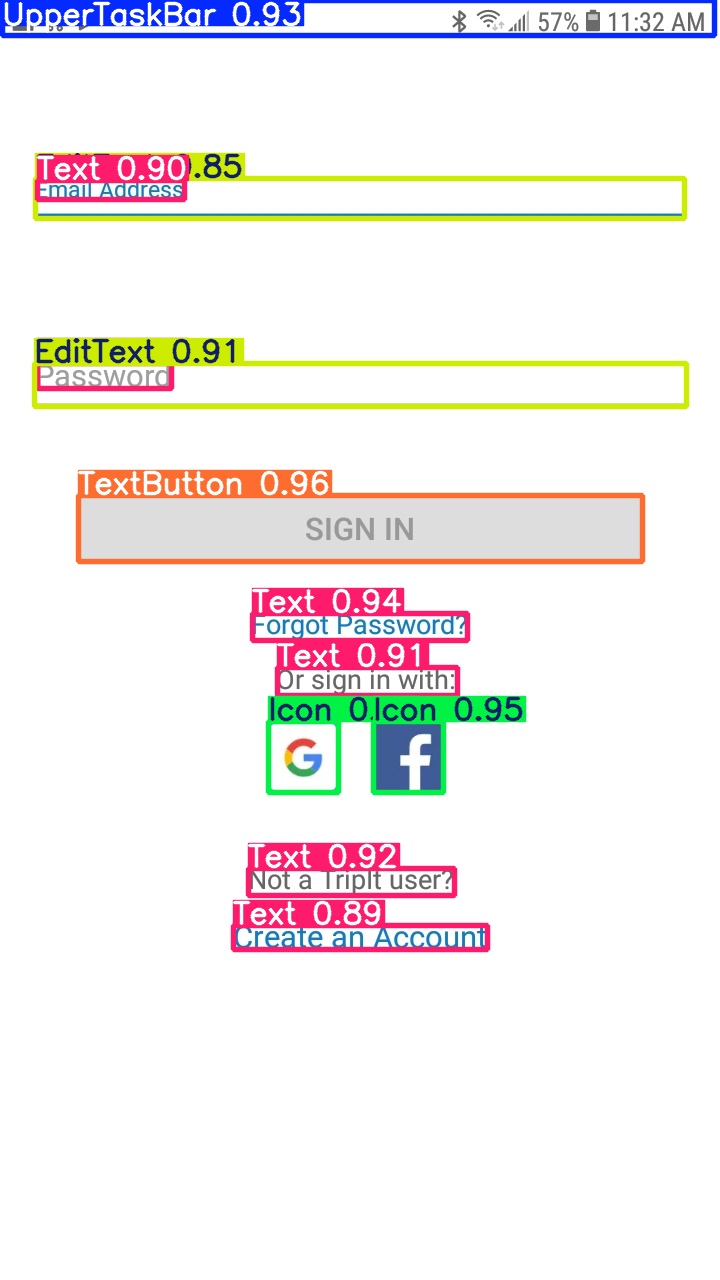 UpperTaskBar 0.93
57% 11:32 AM
Text 0.90 .85
Email Address
EditText 0.91
Password
TextButton 0.96
SIGN IN
Text 0.94
Forgot Password?
Text 0.91
Or sign in with:
Icon 0. Icon 0.95
G f
Text 0.92
Not a TripIt user?
Text 0.89
Create an Account